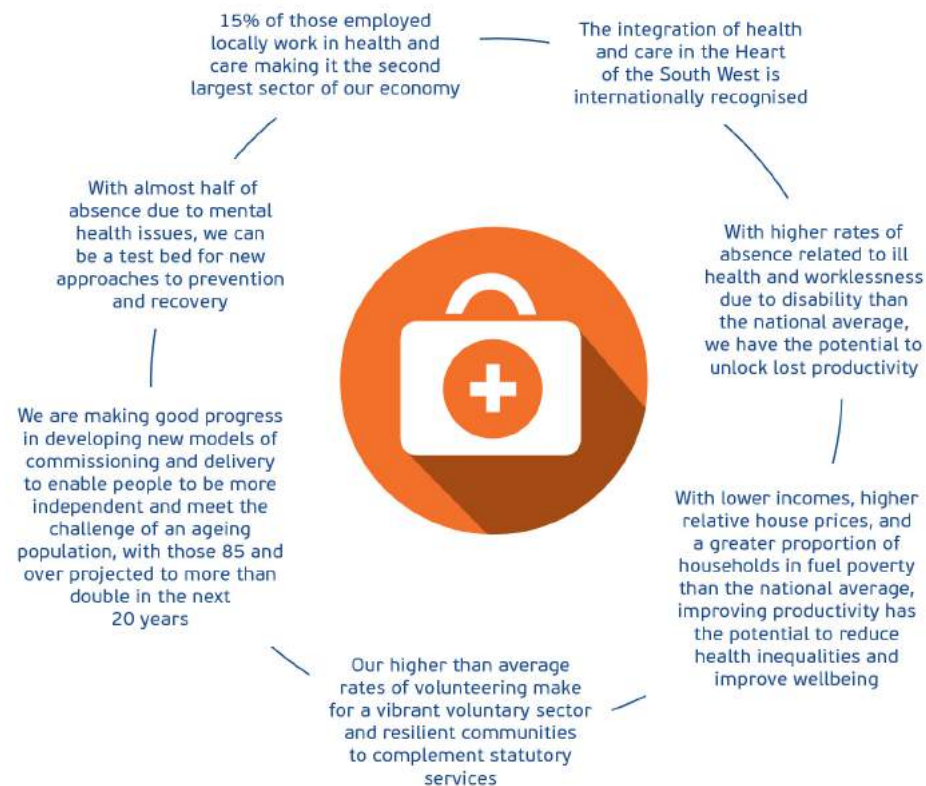 15% of those employed
locally work in health and
care making it the second
largest sector of our economy
The integration of health
and care in the Heart
of the South West is
internationally recognised
With higher rates of
absence related to ill
health and worklessness
due to disability than
the national average,
we have the potential to
unlock lost productivity
With lower incomes, higher
relative house prices, and
a greater proportion of
households in fuel poverty
than the national average,
improving productivity has
the potential to reduce
health inequalities and
improve wellbeing
Our higher than average
rates of volunteering make
for a vibrant voluntary sector
and resilient communities
to complement statutory
services
We are making good progress
in developing new models of
commissioning and delivery
to enable people to be more
independent and meet the
challenge of an ageing
population, with those 85 and
over projected to more than
double in the next
20 years
With almost half of
absence due to mental
health issues, we can
be a test bed for new
approaches to prevention
and recovery